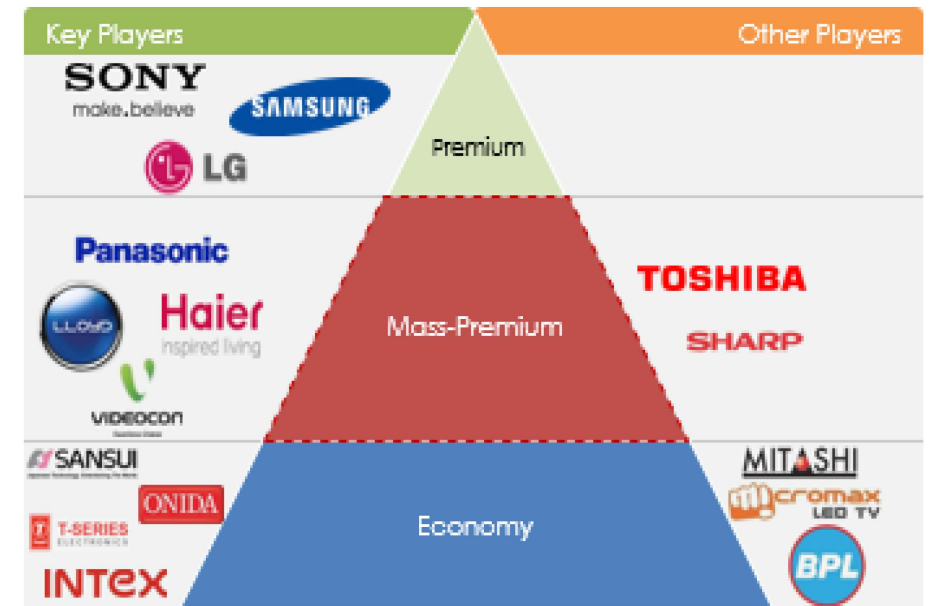 Key Players
Other Players
SONY
make.believe
SAMSUNG
LG
Premium
Panasonic
LLOYD
Haier
inspired living
VIDEOCON
Mass-Premium
TOSHIBA
SHARP
SANSUI
ONIDA
T-SERIES
ELECTRONICS
INTEX
Economy
MITASHI
micromax
LED TV
BPL